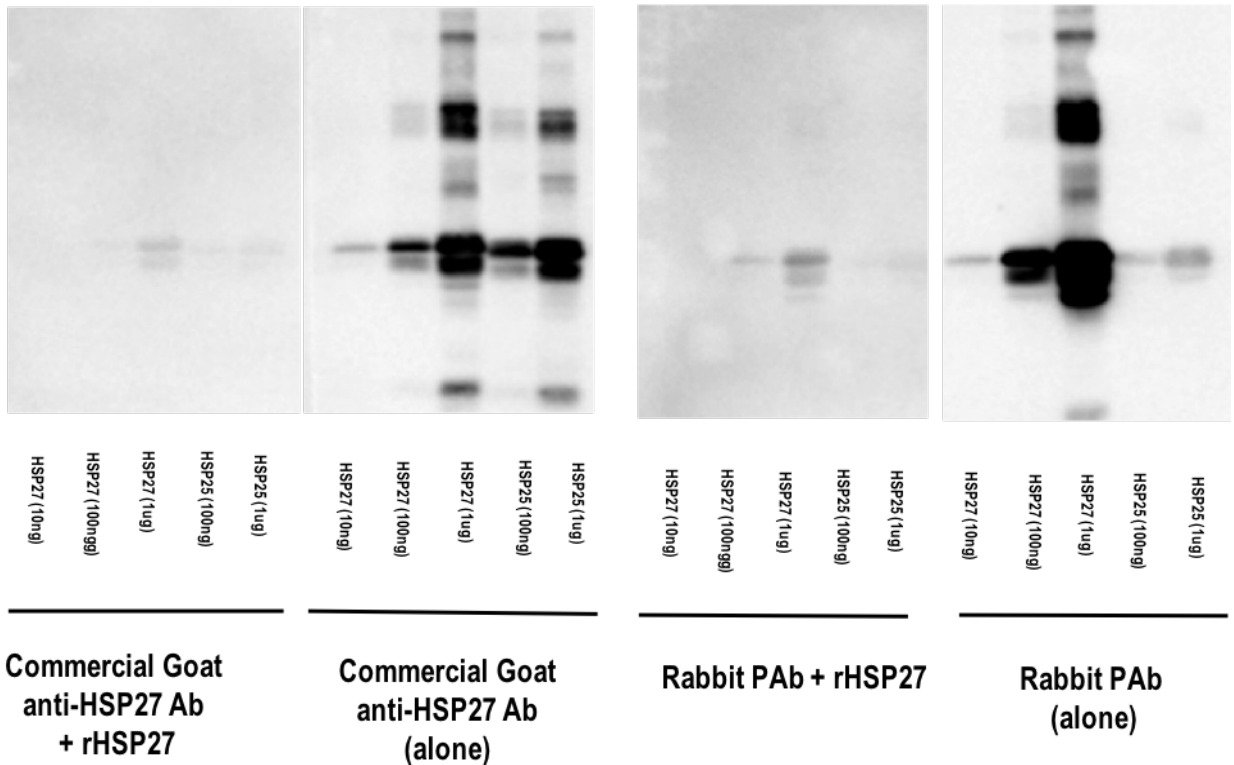 HSP27 (10ng)
HSP27 (100ngg)
HSP27 (1ug)
HSP25 (100ng)
HSP25 (1ug)
HSP27 (10ng)
HSP27 (100ng)
HSP27 (1ug)
HSP25 (100ng)
HSP25 (1ug)
HSP27 (10ng)
HSP27 (100ngg)
HSP27 (1ug)
HSP25 (100ng)
HSP25 (1ug)
HSP27 (10ng)
HSP27 (100ng)
HSP27 (1ug)
HSP25 (100ng)
HSP25 (1ug)
Commercial Goat
anti-HSP27 Ab
+ rHSP27
Commercial Goat
anti-HSP27 Ab
(alone)
Rabbit PAb + rHSP27
Rabbit PAb
(alone)